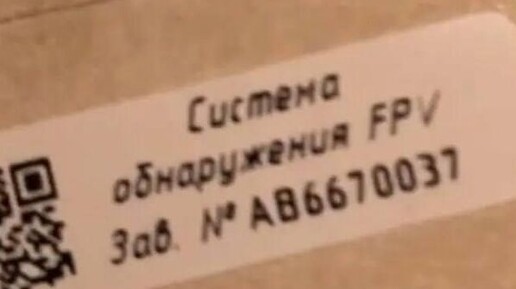 Система
обнаружения FPV
Зав. № АВ6670037